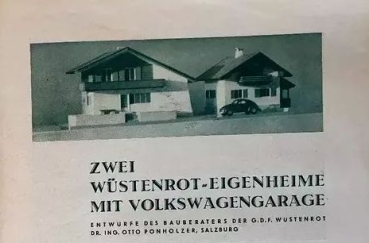 ZWEI
WÜSTENROT-EIGENHEIME
MIT VOLKSWAGENGARAGE
ENTWÜRFE DES BAUBERATERS DER G.D.F. WÜSTENROT
DR. ING. OTTO PONHOLZER, SALZBURG